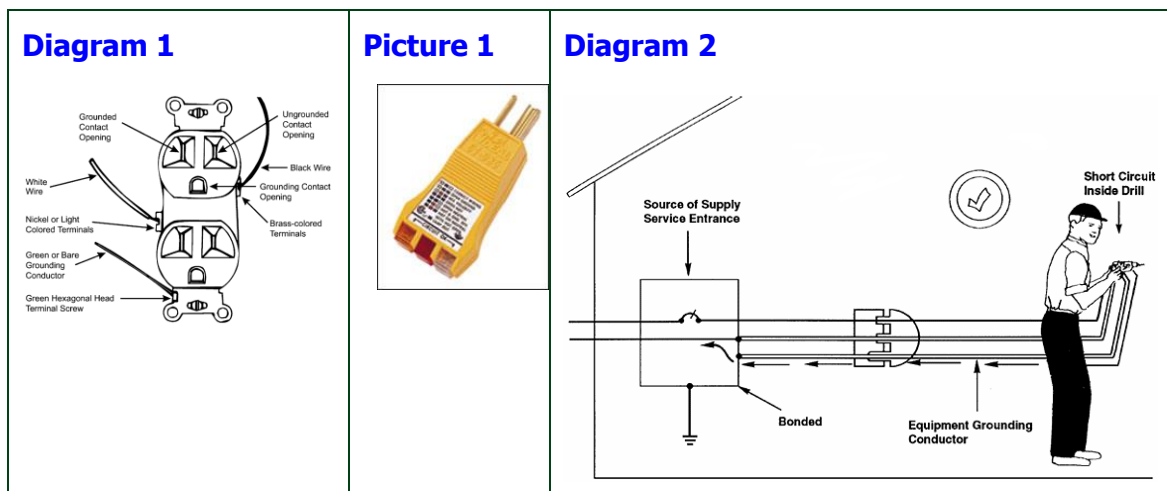 Diagram 1
Grounded
Contact
Opening
Ungrounded
Contact
Opening
Black Wire
White
Wire
Grounding Contact
Opening
Nickel or Light
Colored Terminals
Brass-colored
Terminals
Green or Bare
Grounding
Conductor
Green Hexagonal Head
Terminal Screw
Picture 1
Diagram 2
Short Circuit
Inside Drill
Source of Supply
Service Entrance
Bonded
Equipment Grounding
Conductor